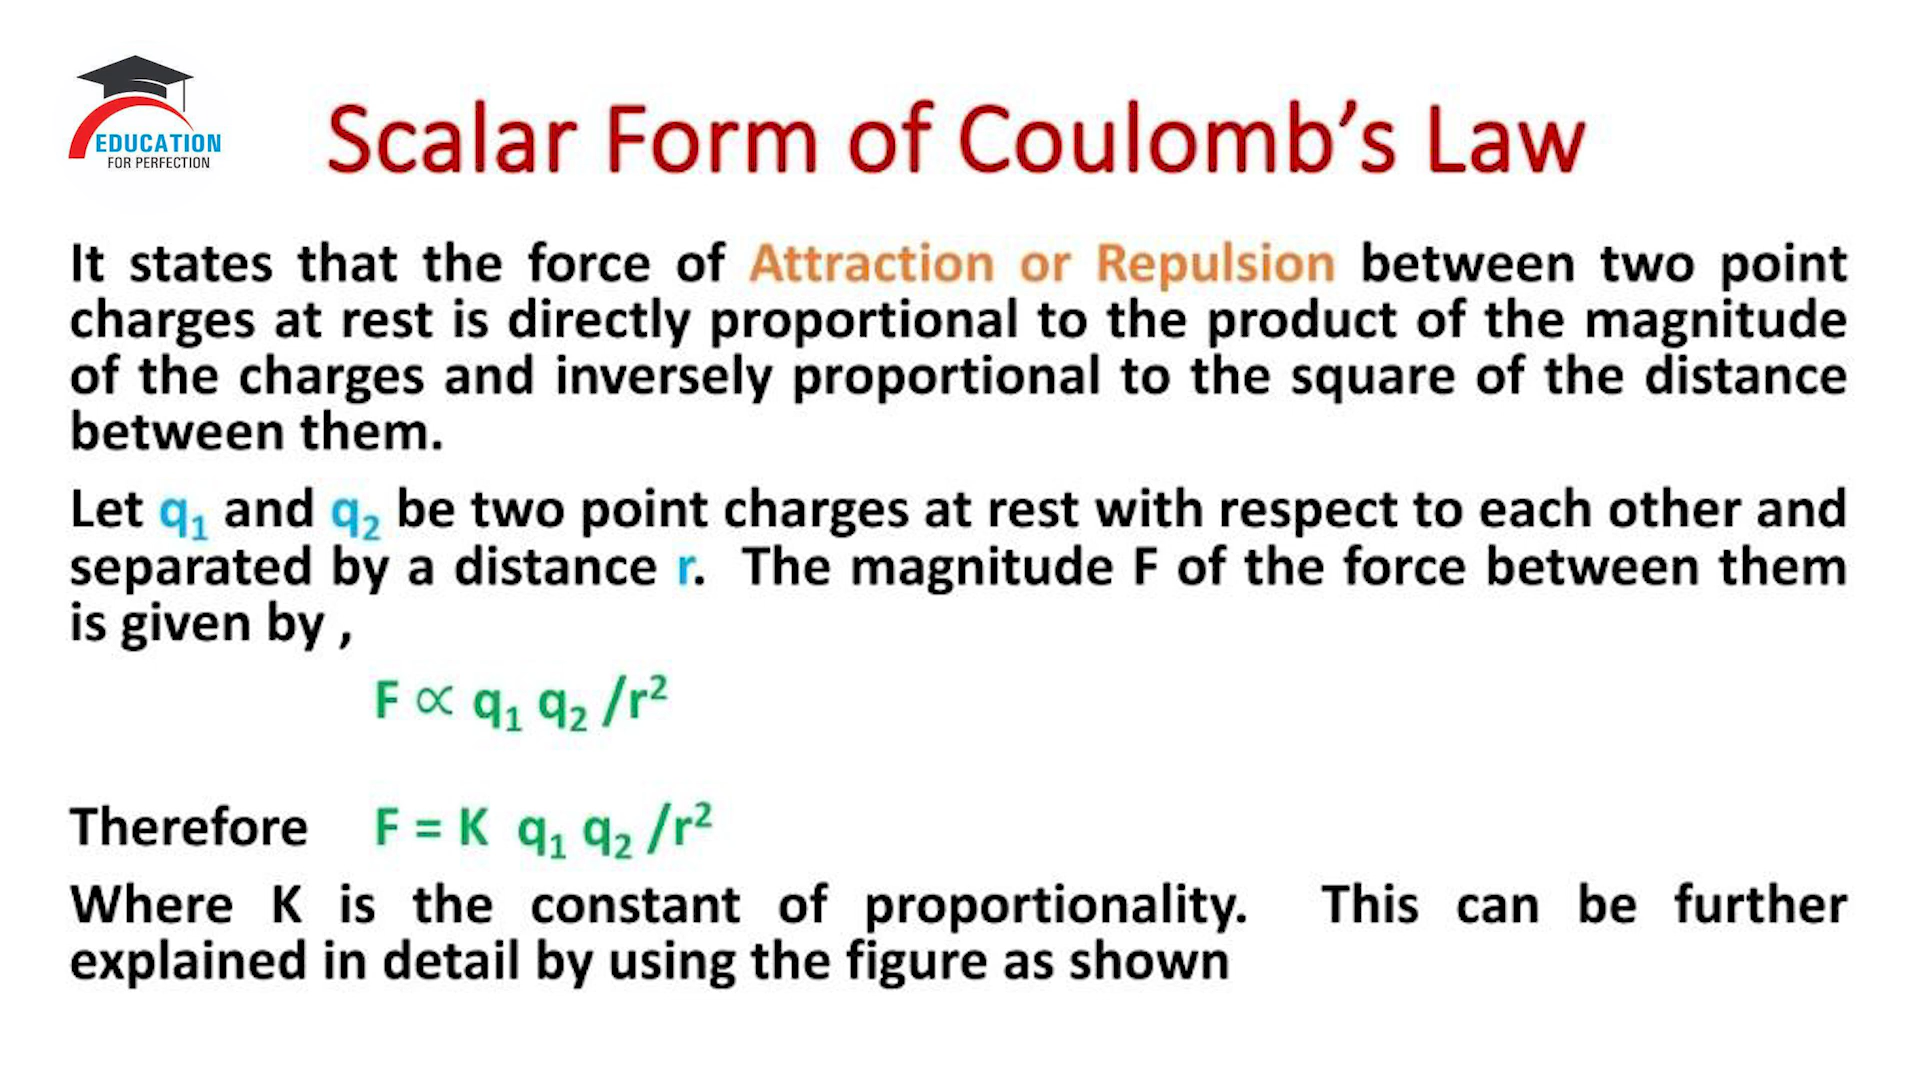 EDUCATION
FOR PERFECTION
Scalar Form of Coulomb’s Law
It states that the force of Attraction or Repulsion between two point
charges at rest is directly proportional to the product of the magnitude
of the charges and inversely proportional to the square of the distance
between them.
Let q₁ and q₂ be two point charges at rest with respect to each other and
separated by a distance r. The magnitude F of the force between them
is given by ,
F ∝ q₁ q₂ /r²
Therefore F = K q₁ q₂ /r²
Where K is the constant of proportionality. This can be further
explained in detail by using the figure as shown